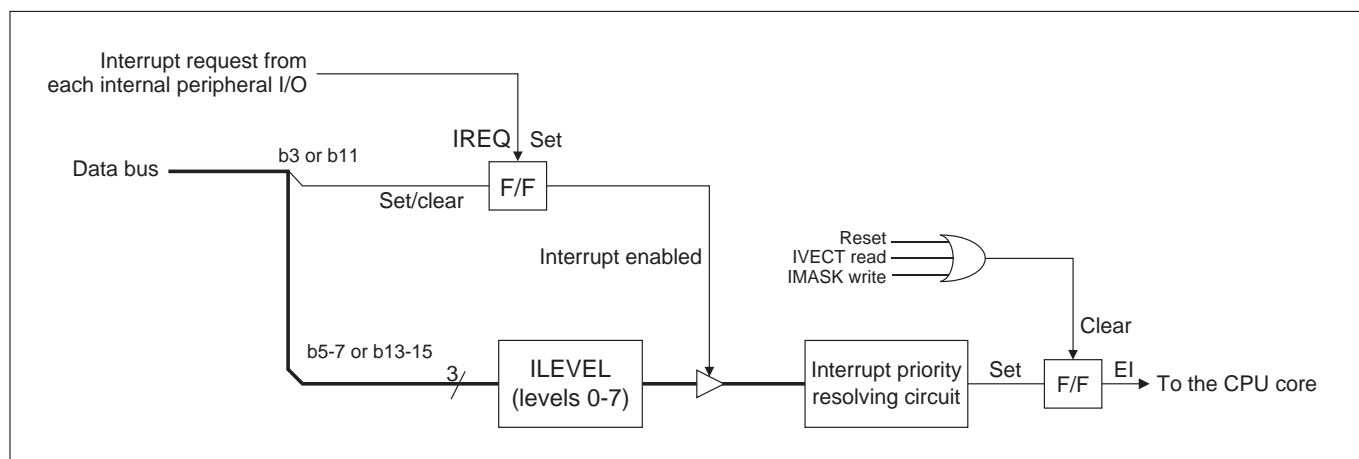 Interrupt request from
each internal peripheral I/O
IREQ Set
Data bus
b3 or b11
F/F
Set/clear
Interrupt enabled
Reset
IVECT read
IMASK write
Clear
b5-7 or b13-15
3
ILEVEL
(levels 0-7)
Interrupt priority
resolving circuit
Set
F/F
EI
To the CPU core